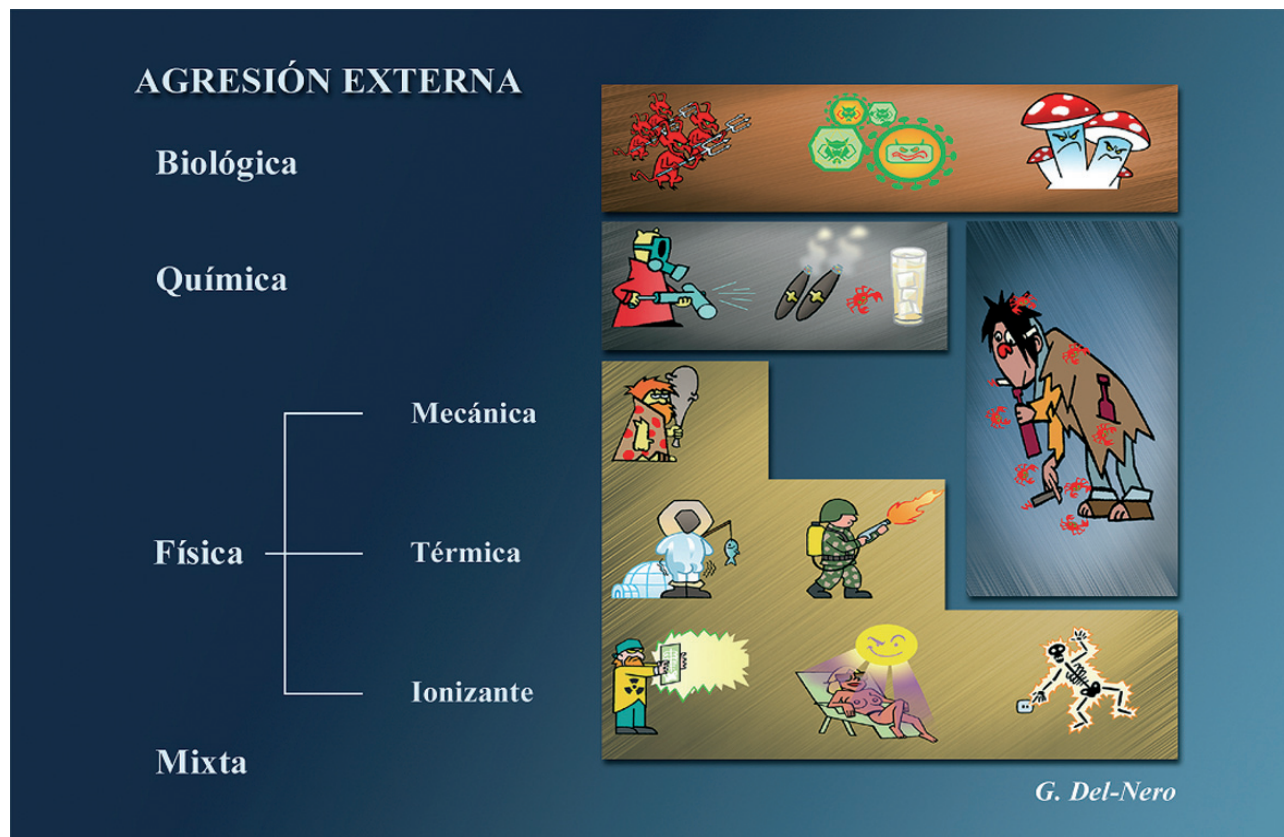 AGRESIÓN EXTERNA
Biológica
Química
Mecánica
Física
Térmica
Ionizante
Mixta
G. Del-Nero